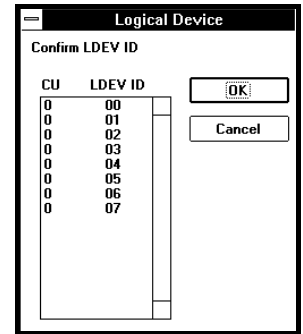 Logical Device
Confirm LDEV ID
CU LDEV ID
0 00
0 01
0 02
0 03
0 04
0 05
0 06
0 07
OK
Cancel